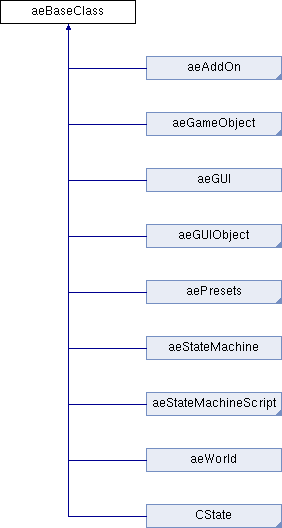 aeBaseClass
aeAddOn
aeGameObject
aeGUI
aeGUIObject
aePresets
aeStateMachine
aeStateMachineScript
aeWorld
CState